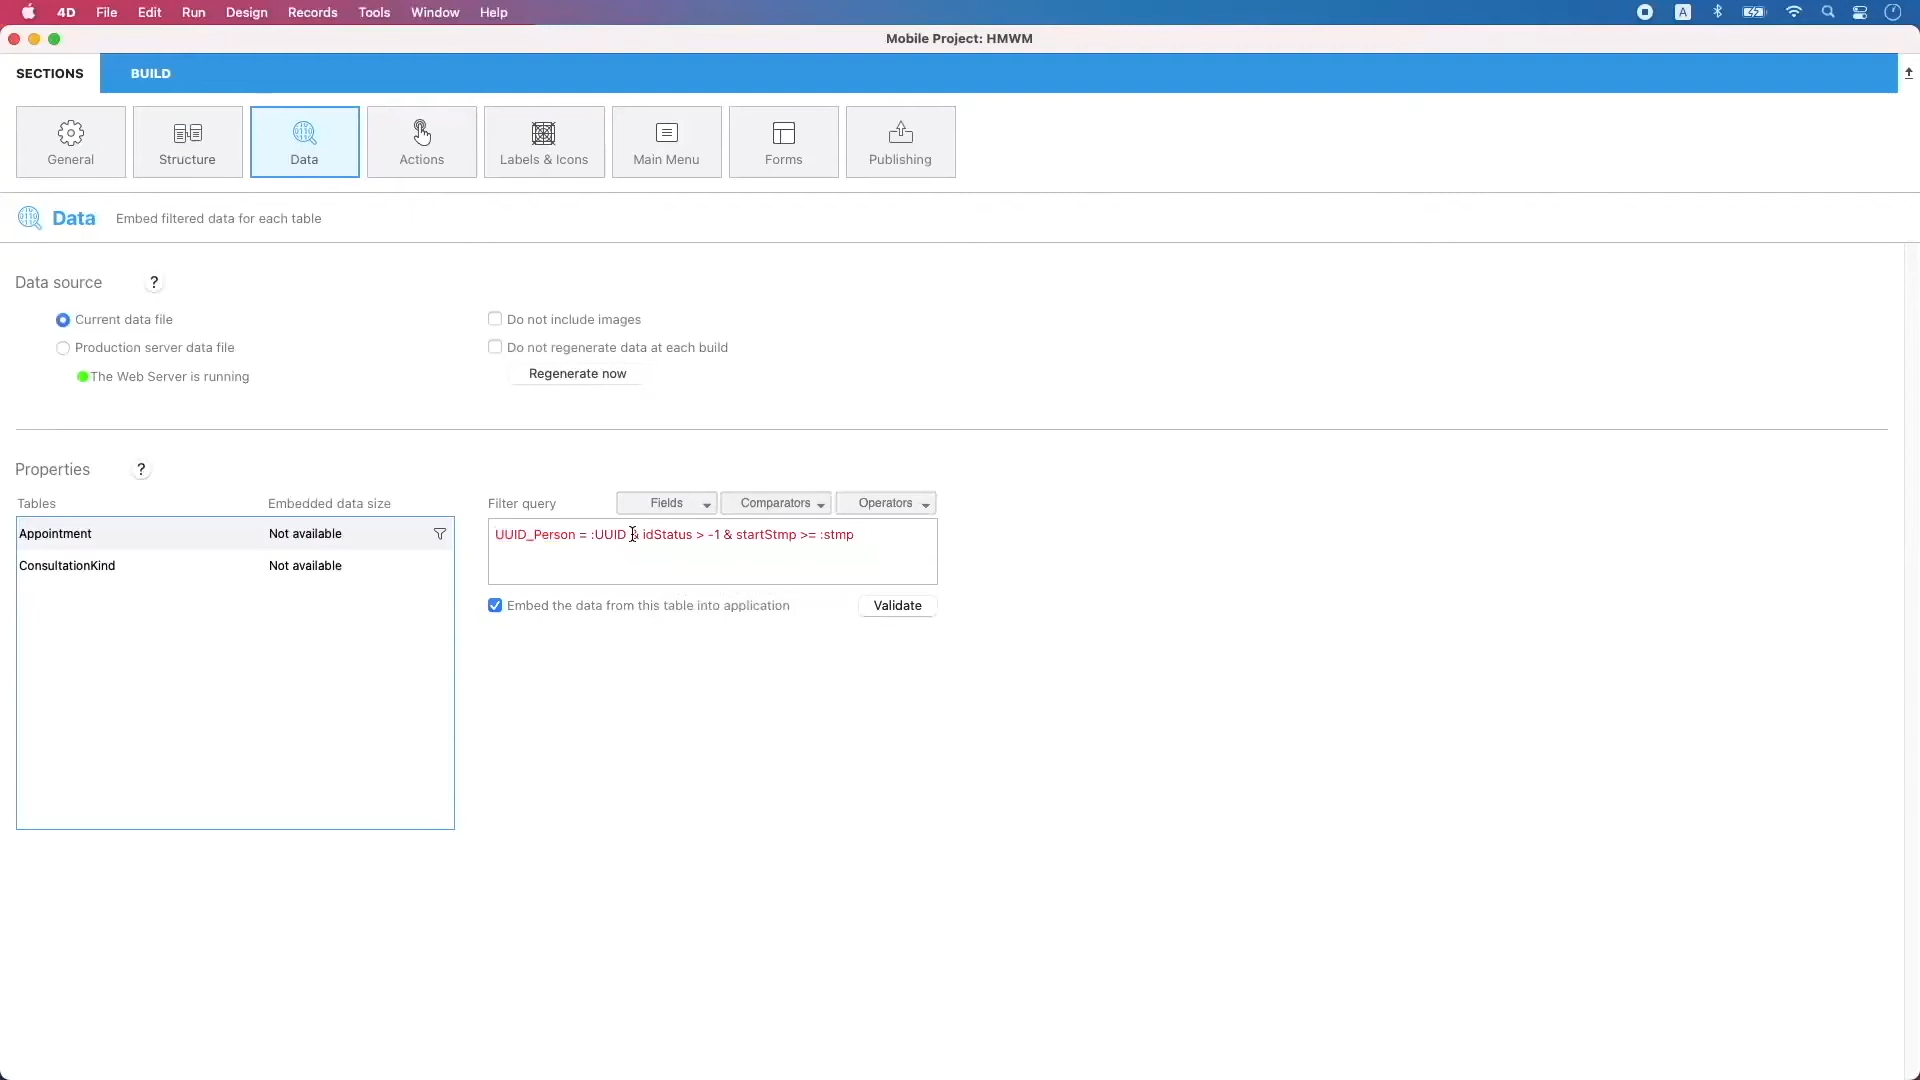 4D File Edit Run Design Records Tools Window Help A
Mobile Project: HMWM
SECTIONS BUILD
General Structure Data Actions Labels & Icons Main Menu Forms Publishing
Data Embed filtered data for each table
Data source ?
Current data file Do not include images
Production server data file Do not regenerate data at each build
The Web Server is running Regenerate now
Properties ?
Tables Embedded data size Filter query Fields Comparators Operators
Appointment Not available UUID_Person = :UUID & idStatus > -1 & startStmp >= :stmp
ConsultationKind Not available
Embed the data from this table into application Validate